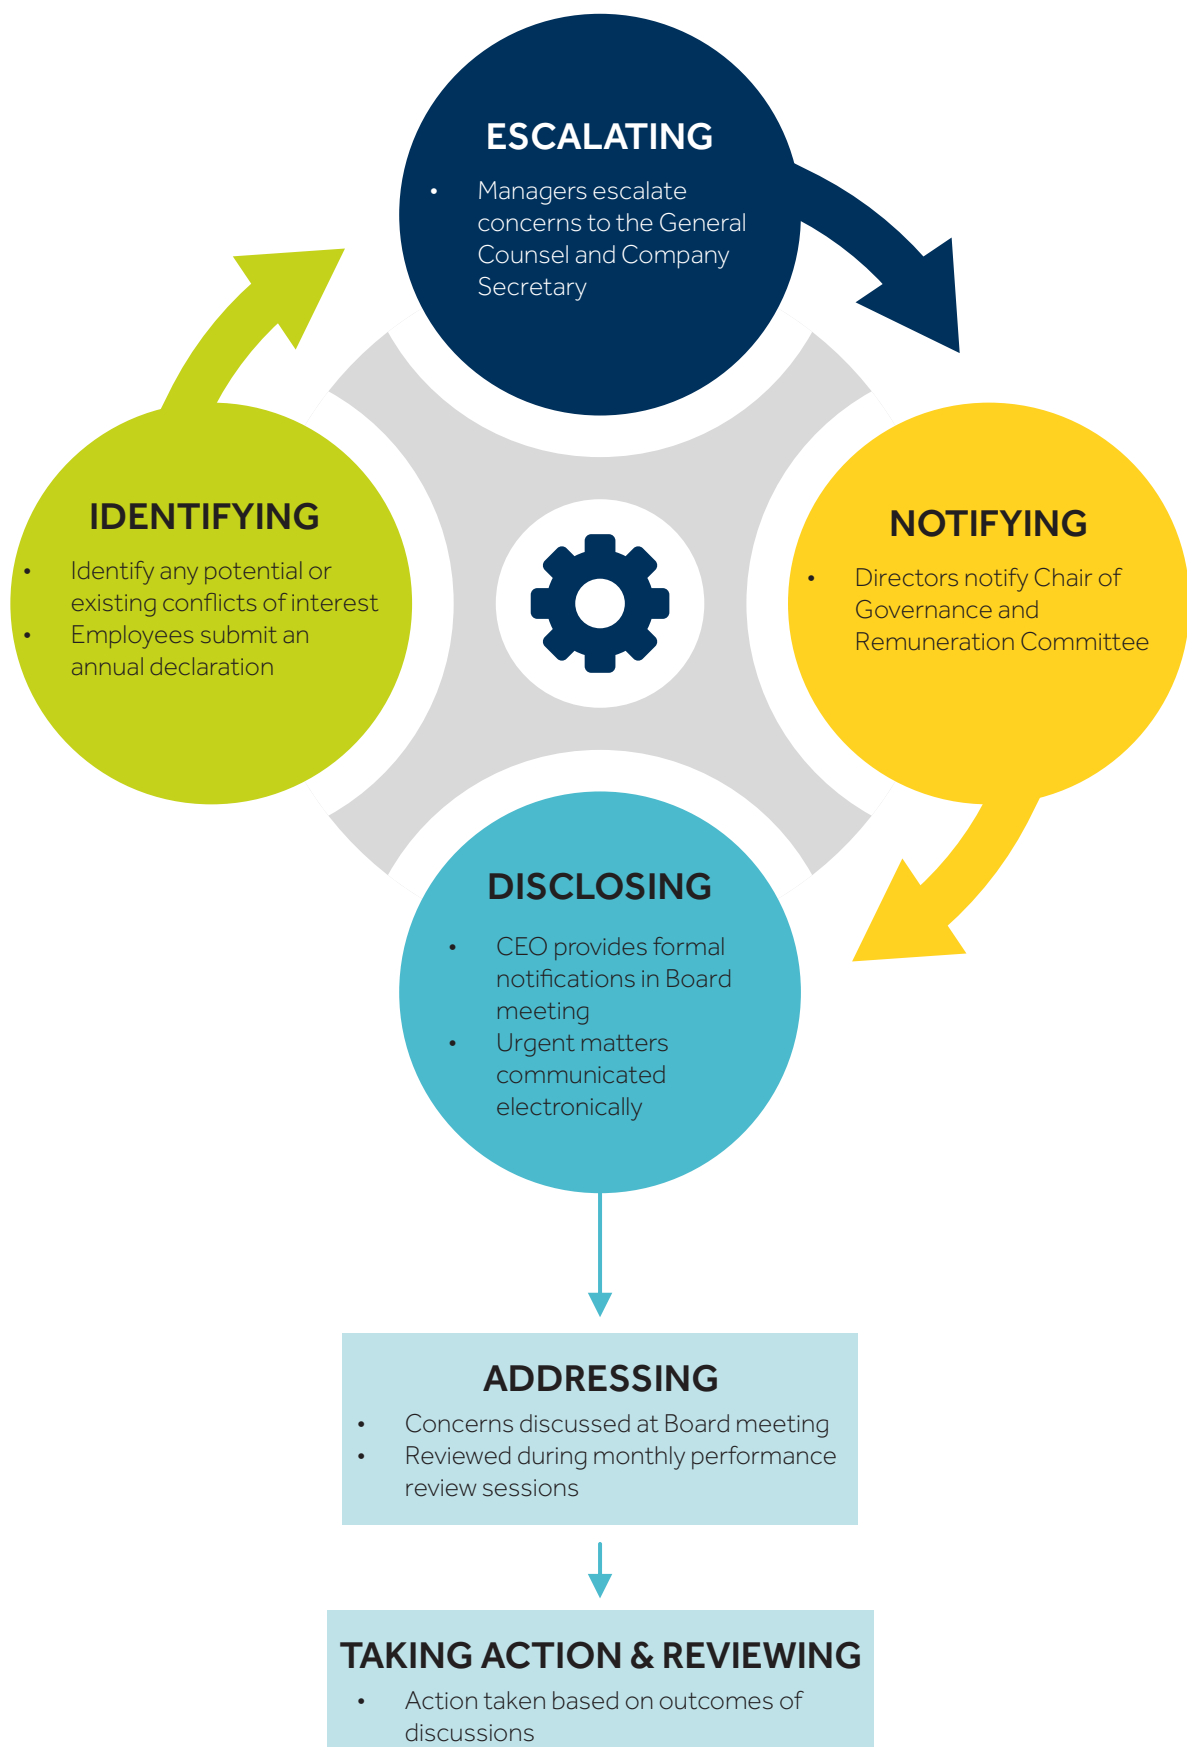 ESCALATING
• Managers escalate
concerns to the General
Counsel and Company
Secretary
IDENTIFYING
• Identify any potential or
existing conflicts of interest
• Employees submit an
annual declaration
NOTIFYING
• Directors notify Chair of
Governance and
Remuneration Committee
DISCLOSING
• CEO provides formal
notifications in Board
meeting
• Urgent matters
communicated
electronically
ADDRESSING
• Concerns discussed at Board meeting
• Reviewed during monthly performance
review sessions
TAKING ACTION & REVIEWING
• Action taken based on outcomes of
discussions